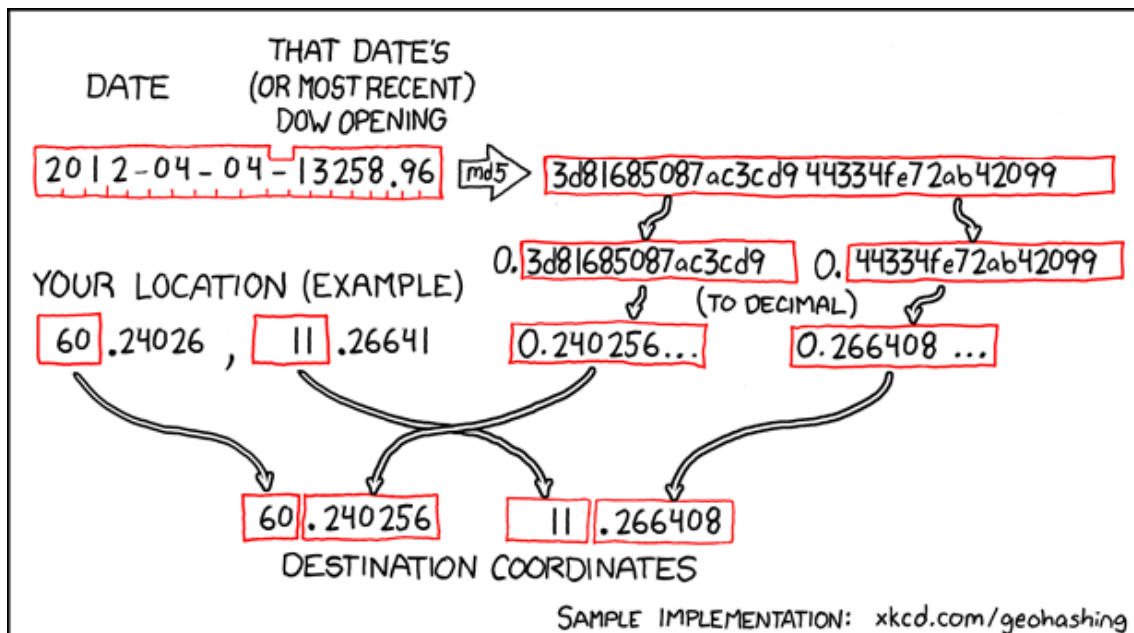 DATE
THAT DATE'S
(OR MOST RECENT)
DOW OPENING
2012-04-04-13258.96
md5
3d81685087ac3cd944334fe72ab42099
0.3d81685087ac3cd9
0.44334fe72ab42099
(TO DECIMAL)
YOUR LOCATION (EXAMPLE)
60.24026, 11.26641
0.240256...
0.266408 ...
60.240256
11.266408
DESTINATION COORDINATES
SAMPLE IMPLEMENTATION: xkcd.com/geohashing